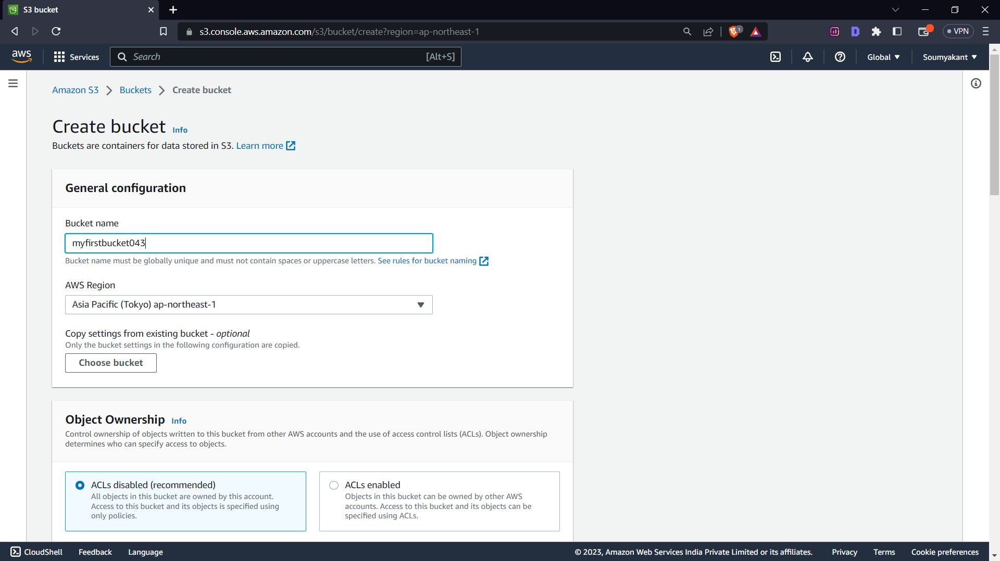 S3 bucket
s3.console.aws.amazon.com/s3/bucket/create?region=ap-northeast-1
1
VPN
aws
Services
Search
[Alt+S]
Global
Soumyakant
Amazon S3
Buckets
Create bucket
Create bucket Info
Buckets are containers for data stored in S3. Learn more
General configuration
Bucket name
myfirstbucket043
Bucket name must be globally unique and must not contain spaces or uppercase letters. See rules for bucket naming
AWS Region
Asia Pacific (Tokyo) ap-northeast-1
Copy settings from existing bucket - optional
Only the bucket settings in the following configuration are copied.
Choose bucket
Object Ownership Info
Control ownership of objects written to this bucket from other AWS accounts and the use of access control lists (ACLs). Object ownership
determines who can specify access to objects.
ACLs disabled (recommended)
All objects in this bucket are owned by this account.
Access to this bucket and its objects is specified using
only policies.
ACLs enabled
Objects in this bucket can be owned by other AWS
accounts. Access to this bucket and its objects can be
specified using ACLs.
CloudShell
Feedback
Language
© 2023, Amazon Web Services India Private Limited or its affiliates.
Privacy
Terms
Cookie preferences